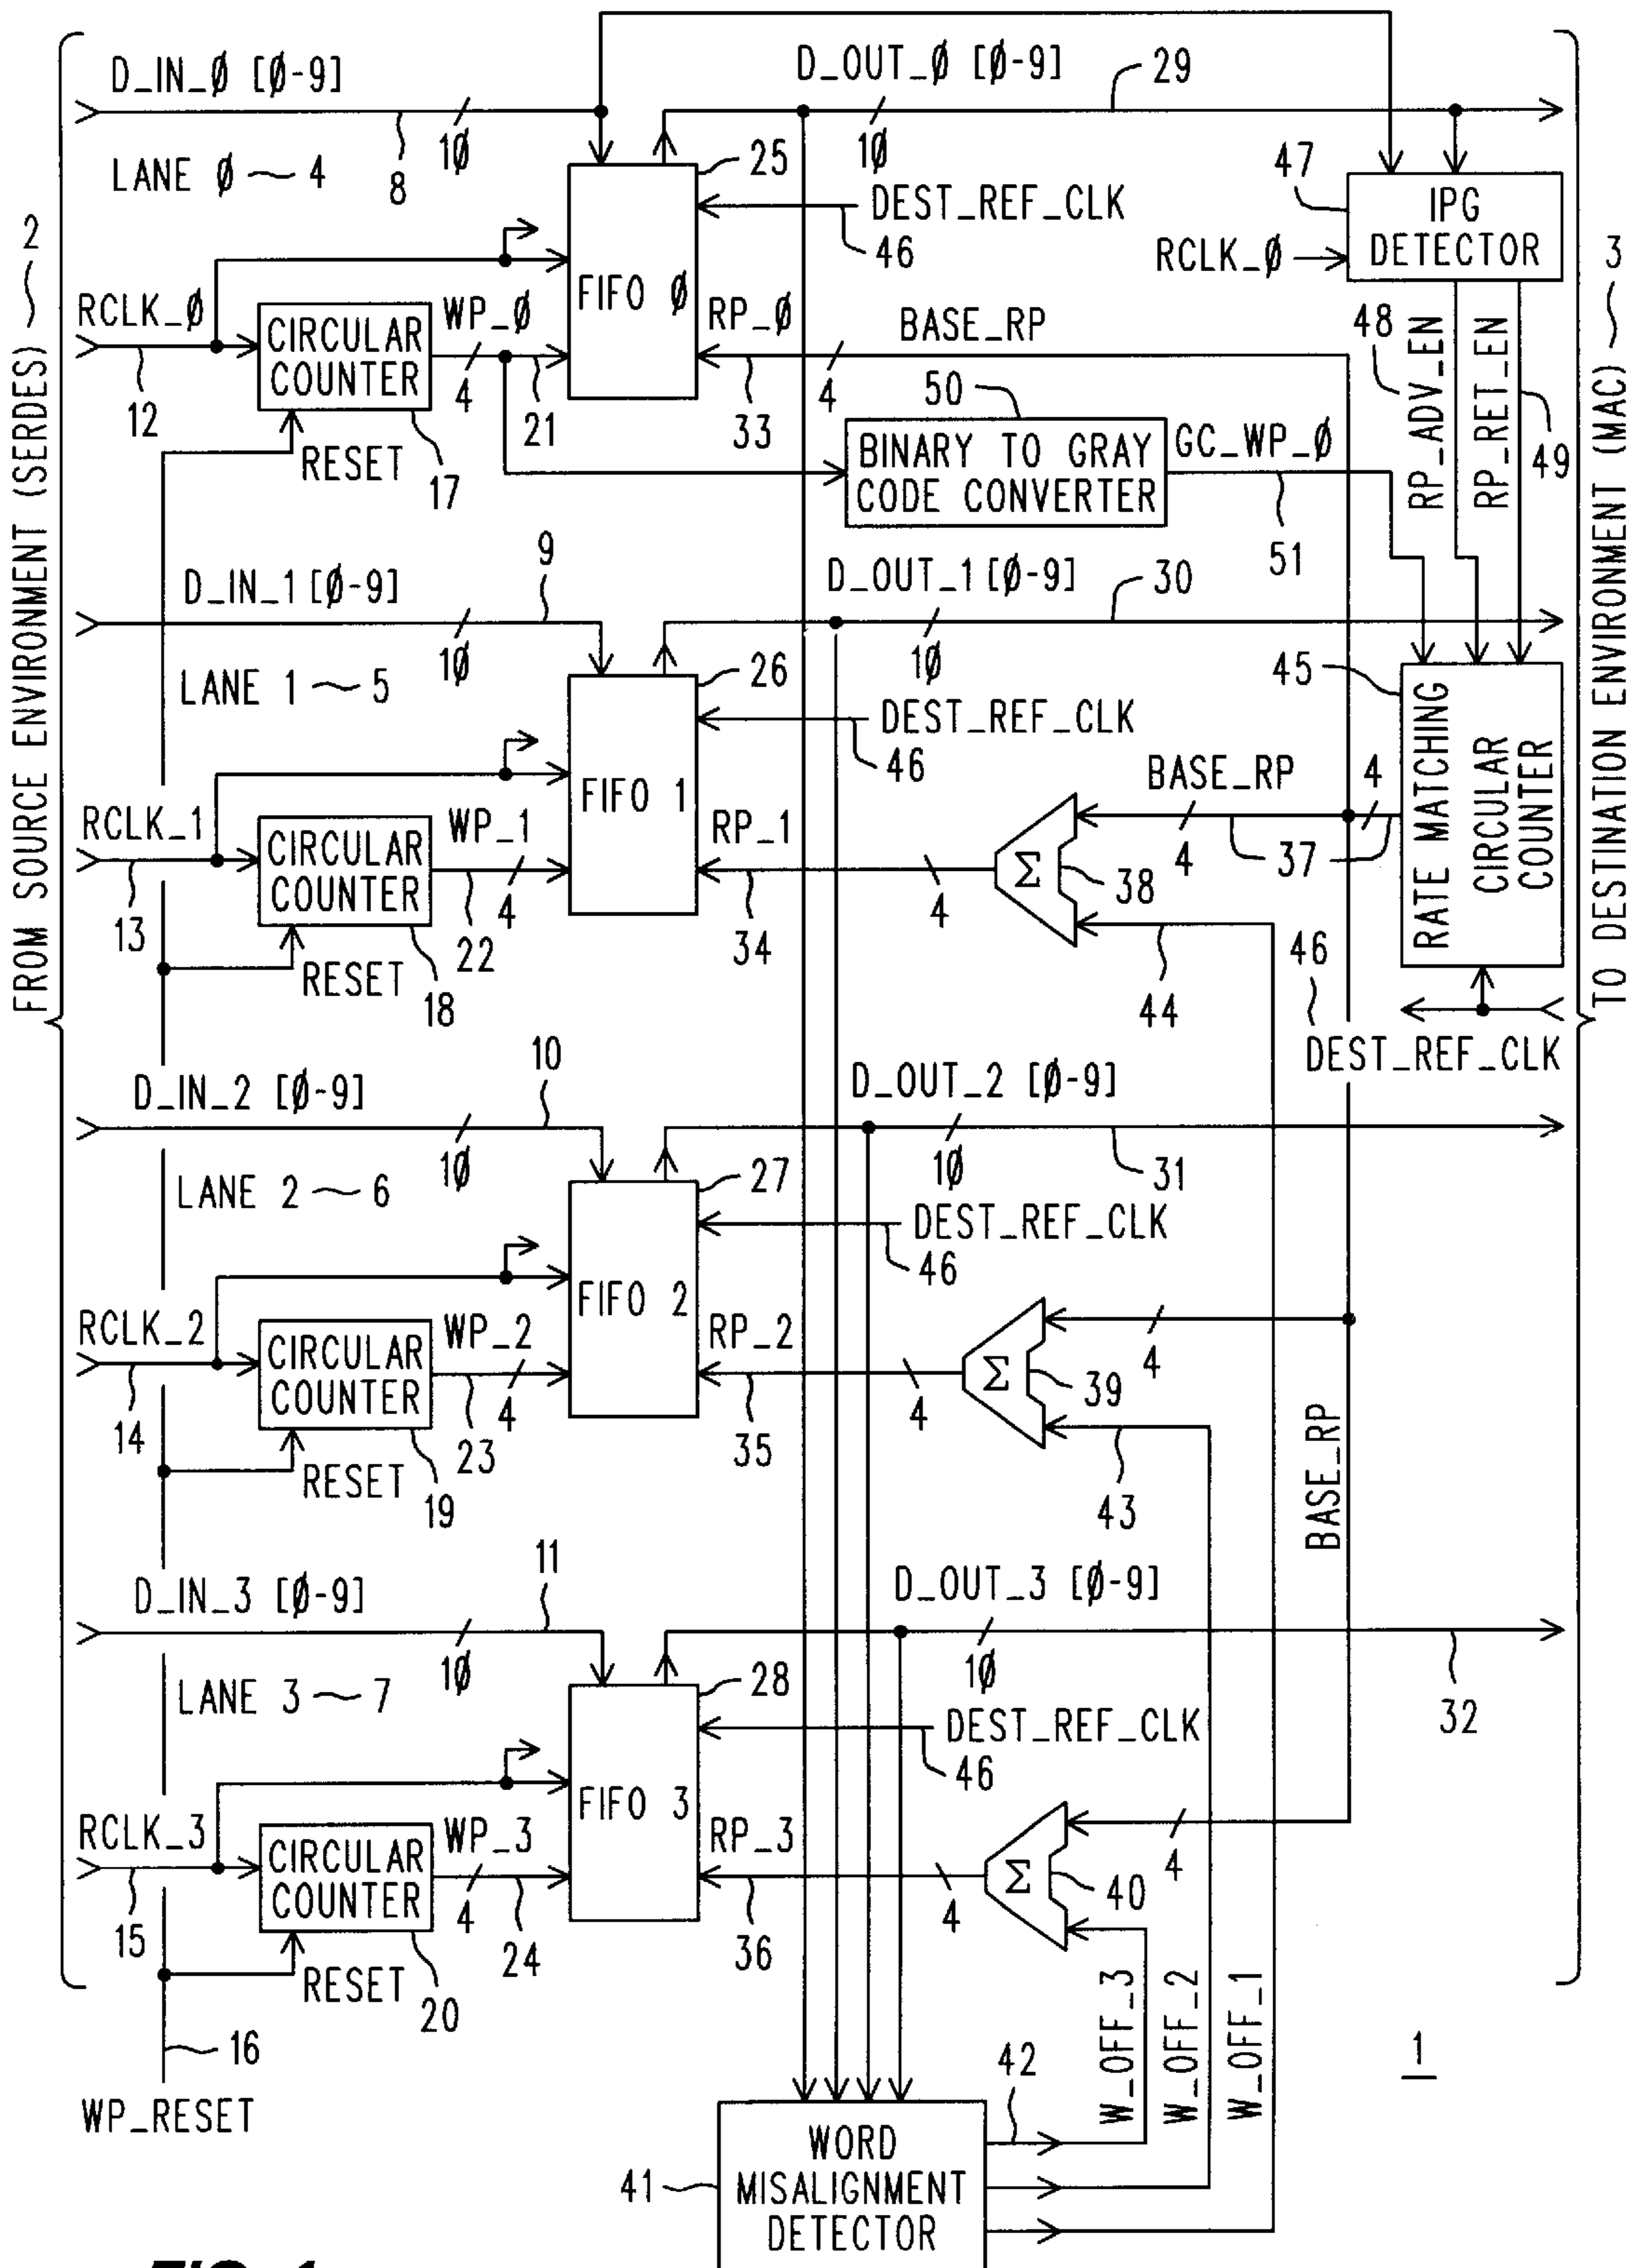 FROM SOURCE ENVIRONMENT (SERDES)
2
D_IN_Ø [Ø-9]
8
1Ø
LANE Ø ~ 4
D_OUT_Ø [Ø-9]
1Ø
29
25
DEST_REF_CLK
46
FIFO Ø
RCLK_Ø
12
CIRCULAR
COUNTER
RESET
17
WP_Ø
4
21
RP_Ø
33
BASE_RP
4
50
BINARY TO GRAY
CODE CONVERTER
GC_WP_Ø
51
47
IPG
DETECTOR
RCLK_Ø
48
RP_ADV_EN
RP_RET_EN
49
3
TO DESTINATION ENVIRONMENT (MAC)
D_IN_1 [Ø-9]
9
1Ø
LANE 1 ~ 5
D_OUT_1 [Ø-9]
1Ø
30
26
DEST_REF_CLK
46
FIFO 1
RCLK_1
13
CIRCULAR
COUNTER
RESET
18
WP_1
4
22
RP_1
34
4
Σ
38
BASE_RP
4
37
4
44
45
RATE MATCHING
CIRCULAR
COUNTER
46
DEST_REF_CLK
D_IN_2 [Ø-9]
10
1Ø
LANE 2 ~ 6
D_OUT_2 [Ø-9]
1Ø
31
27
DEST_REF_CLK
46
FIFO 2
RCLK_2
14
CIRCULAR
COUNTER
RESET
19
WP_2
4
23
RP_2
35
4
Σ
39
4
43
BASE_RP
D_IN_3 [Ø-9]
11
1Ø
LANE 3 ~ 7
D_OUT_3 [Ø-9]
1Ø
32
28
DEST_REF_CLK
46
FIFO 3
RCLK_3
15
CIRCULAR
COUNTER
RESET
20
WP_3
4
24
RP_3
36
4
Σ
40
4
16
WP_RESET
41
WORD
MISALIGNMENT
DETECTOR
42
W_OFF_3
W_OFF_2
W_OFF_1
1